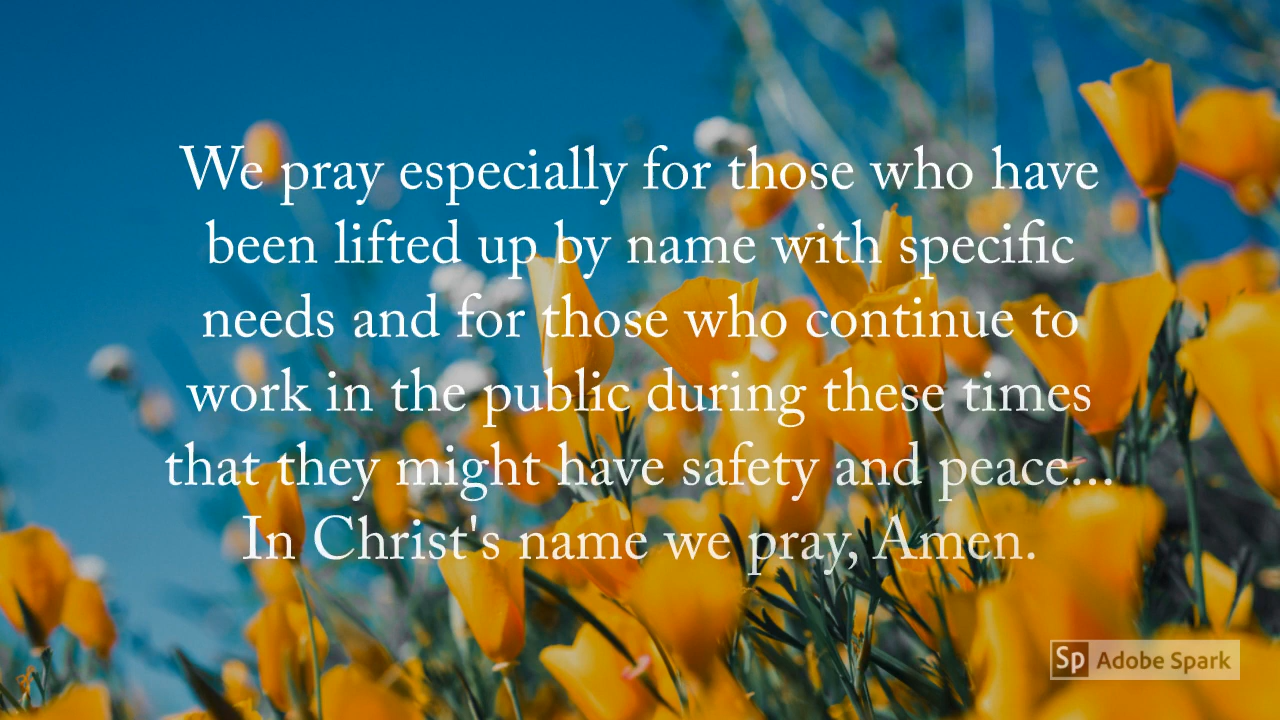 We pray especially for those who have
been lifted up by name with specific
needs and for those who continue to
work in the public during these times
that they might have safety and peace...
In Christ's name we pray, Amen.
Sp Adobe Spark